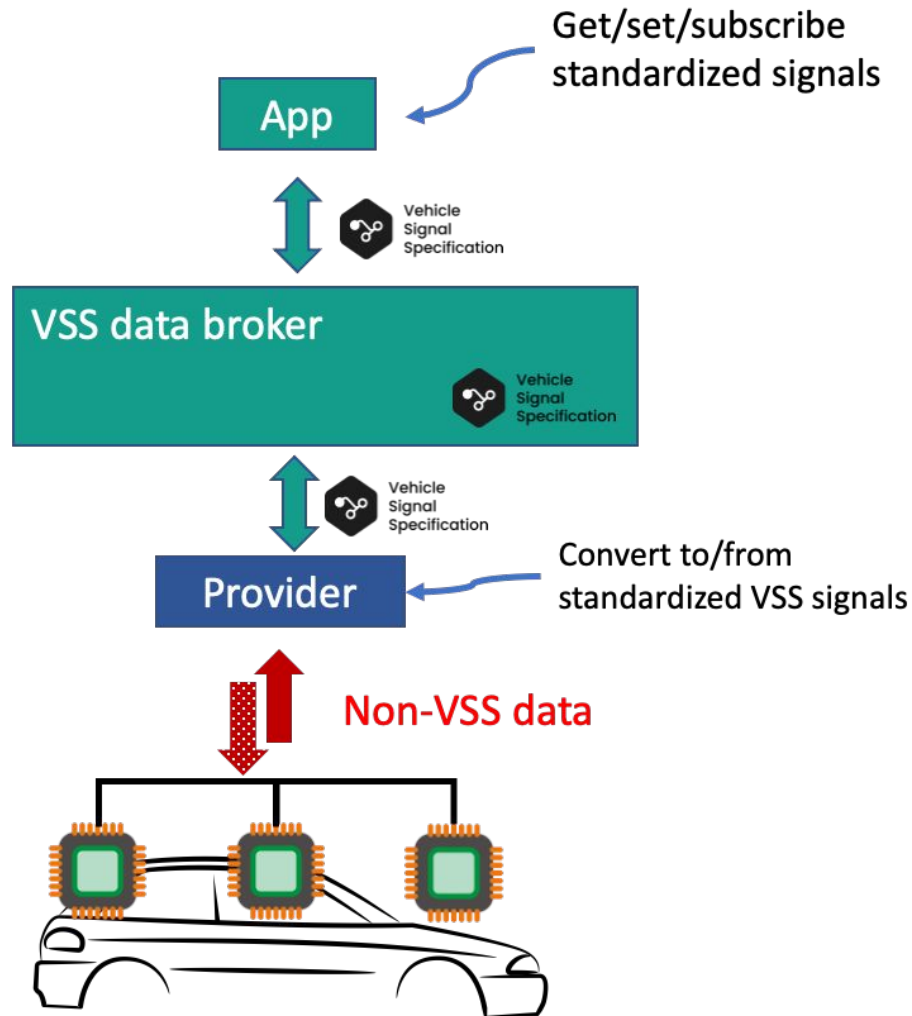 Get/set/subscribe
standardized signals
App
Vehicle
Signal
Specification
VSS data broker
Vehicle
Signal
Specification
Vehicle
Signal
Specification
Provider
Convert to/from
standardized VSS signals
Non-VSS data